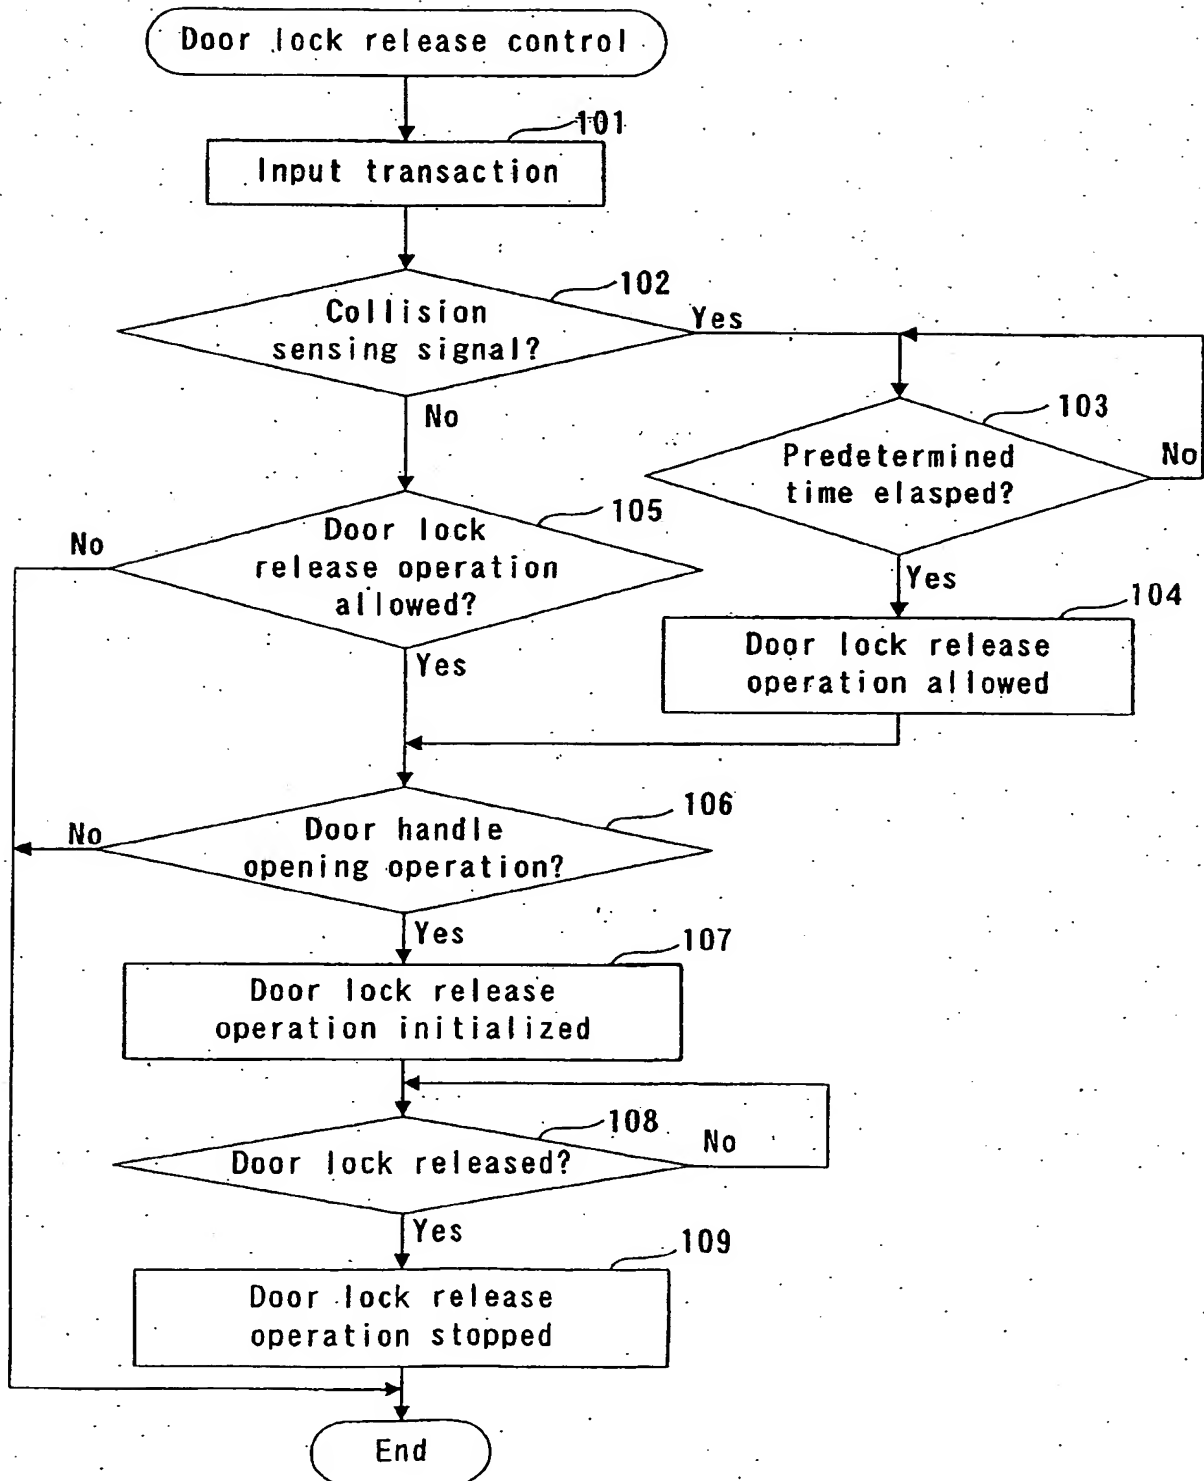 Door lock release control
101
Input transaction
102
Collision
sensing signal?
Yes
No
103
Predetermined
time elasped?
No
Yes
104
Door lock release
operation allowed
105
Door lock
release operation
allowed?
No
Yes
106
Door handle
opening operation?
No
Yes
107
Door lock release
operation initialized
108
Door lock released?
No
Yes
109
Door lock release
operation stopped
End